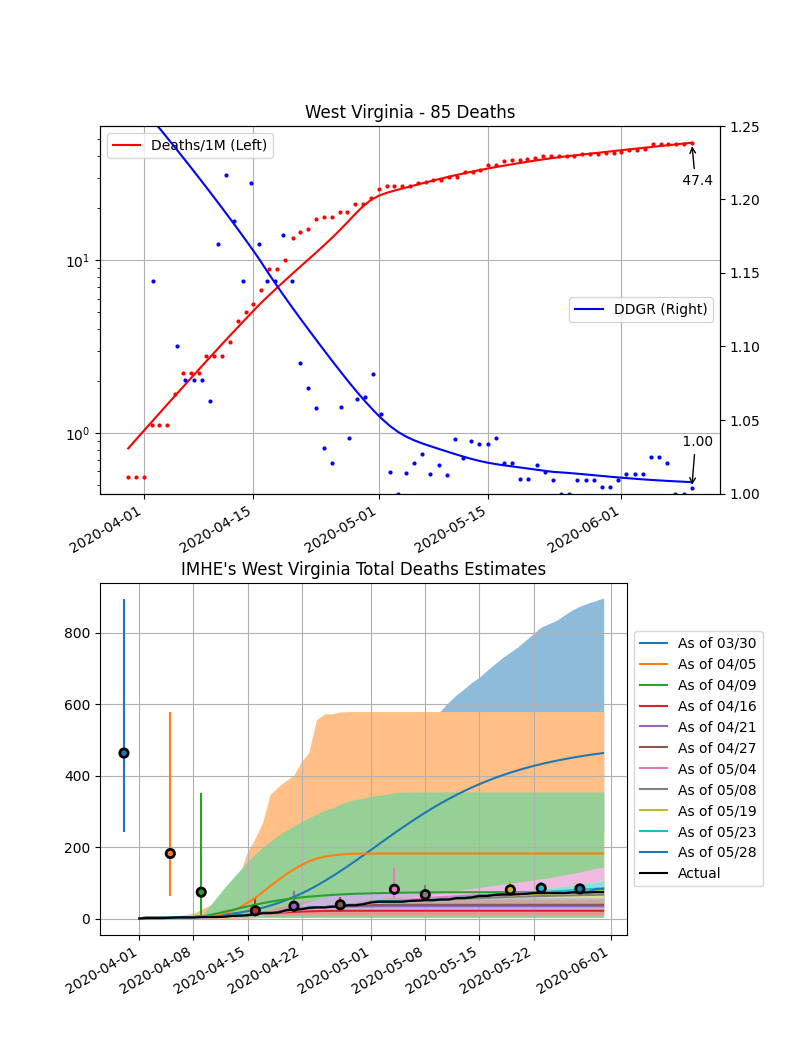 West Virginia - 85 Deaths
Deaths/1M (Left)
DDGR (Right)
47.4
1.00
10¹
10⁰
1.25
1.20
1.15
1.10
1.05
1.00
2020-04-01
2020-04-15
2020-05-01
2020-05-15
2020-06-01
IMHE's West Virginia Total Deaths Estimates
800
600
400
200
0
2020-04-01
2020-04-08
2020-04-15
2020-04-22
2020-05-01
2020-05-08
2020-05-15
2020-05-22
2020-06-01
As of 03/30
As of 04/05
As of 04/09
As of 04/16
As of 04/21
As of 04/27
As of 05/04
As of 05/08
As of 05/19
As of 05/23
As of 05/28
Actual